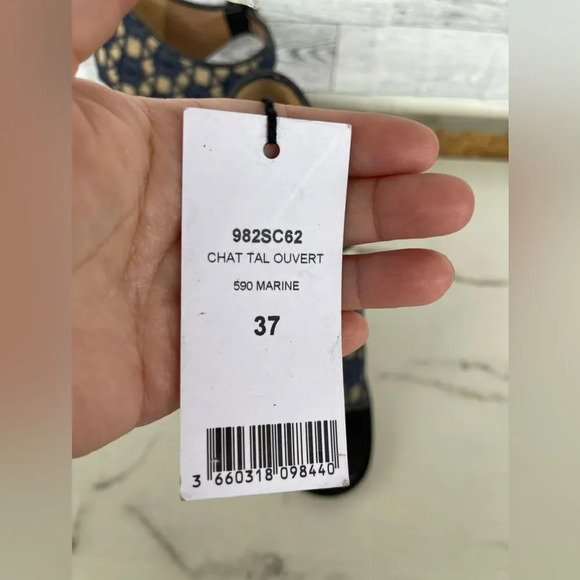 982SC62
CHAT TAL OUVERT
590 MARINE
37
3 660318 098440